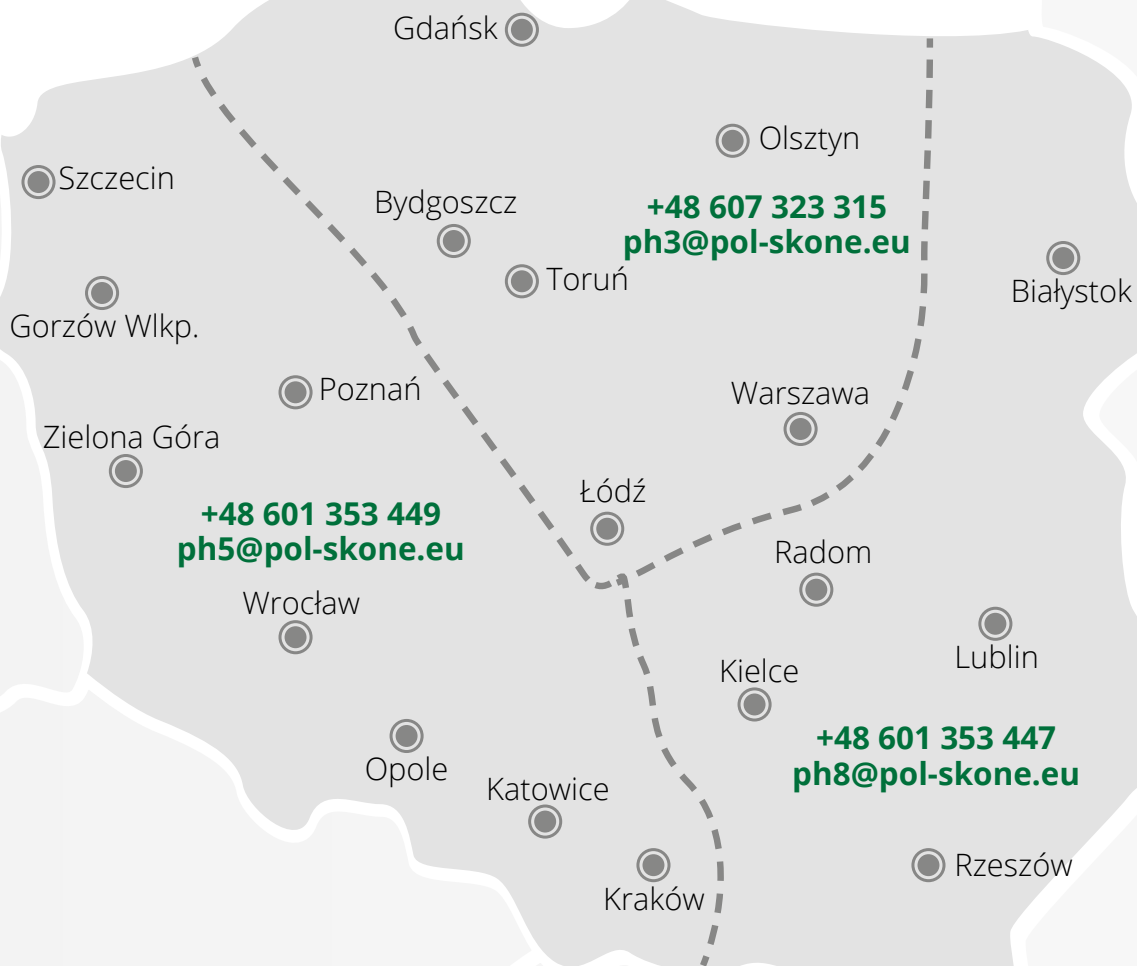 Gdańsk
Olsztyn
Szczecin
Bydgoszcz
+48 607 323 315
ph3@pol-skone.eu
Toruń
Białystok
Gorzów Wlkp.
Poznań
Warszawa
Zielona Góra
Łódź
+48 601 353 449
ph5@pol-skone.eu
Radom
Wrocław
Lublin
Kielce
+48 601 353 447
ph8@pol-skone.eu
Opole
Katowice
Rzeszów
Kraków